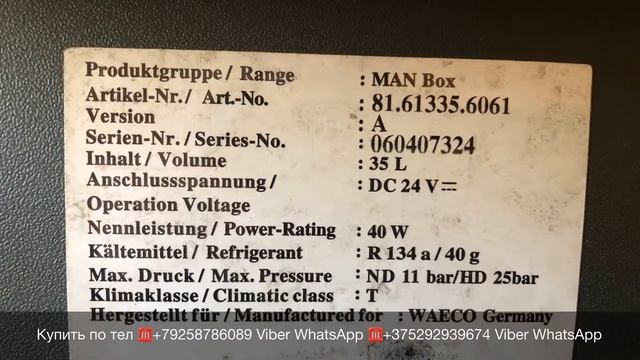 Produktgruppe / Range : MAN Box
Artikel-Nr. / Art.-No. : 81.61335.6061
Version : A
Serien-Nr. / Series-No. : 060407324
Inhalt / Volume : 35 L
Anschlussspannung / : DC 24 V⎓
Operation Voltage
Nennleistung / Power-Rating : 40 W
Kältemittel / Refrigerant : R 134 a / 40 g
Max. Druck / Max. Pressure : ND 11 bar/HD 25bar
Klimaklasse / Climatic class : T
Hergestellt für / Manufactured for : WAECO Germany
Купить по тел ☎️+79258786089 Viber WhatsApp ☎️+375292939674 Viber WhatsApp